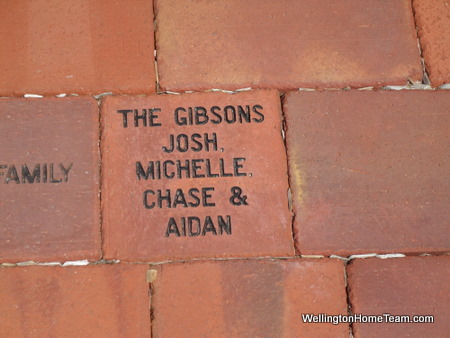 THE GIBSONS
JOSH,
MICHELLE,
CHASE &
AIDAN
FAMILY
WellingtonHomeTeam.com